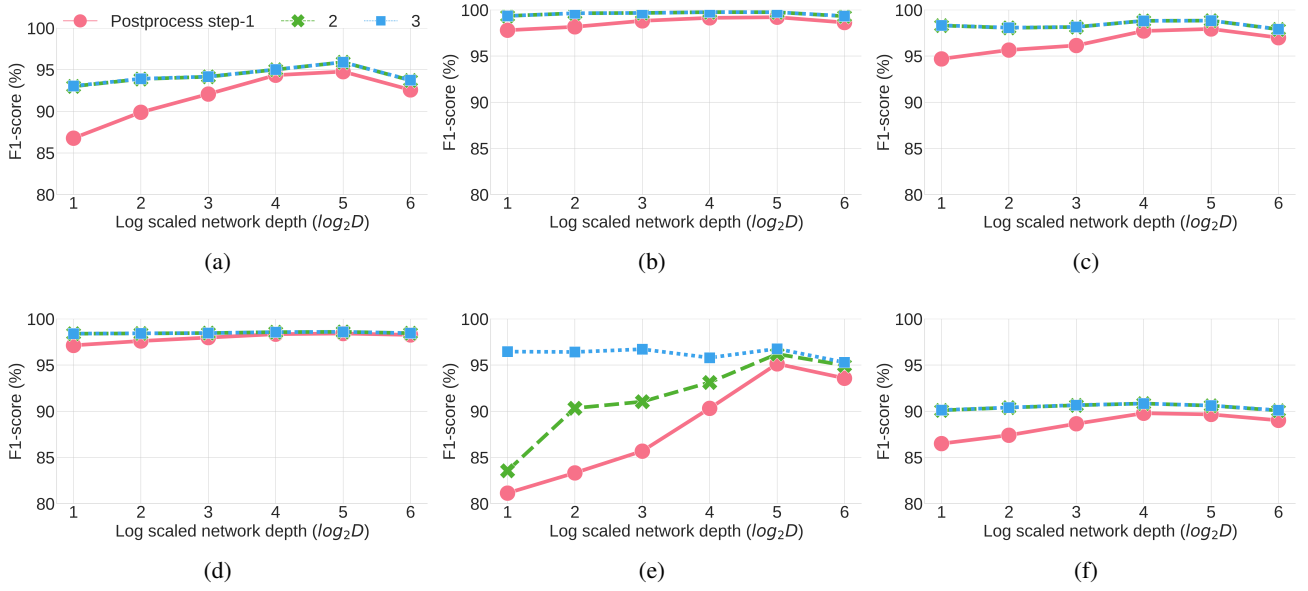 Postprocess step-1 2 3
100
95
90
85
80
F1-score (%)
1 2 3 4 5 6
Log scaled network depth (log₂D)
(a)
100
95
90
85
80
F1-score (%)
1 2 3 4 5 6
Log scaled network depth (log₂D)
(b)
100
95
90
85
80
F1-score (%)
1 2 3 4 5 6
Log scaled network depth (log₂D)
(c)
100
95
90
85
80
F1-score (%)
1 2 3 4 5 6
Log scaled network depth (log₂D)
(d)
100
95
90
85
80
F1-score (%)
1 2 3 4 5 6
Log scaled network depth (log₂D)
(e)
100
95
90
85
80
F1-score (%)
1 2 3 4 5 6
Log scaled network depth (log₂D)
(f)